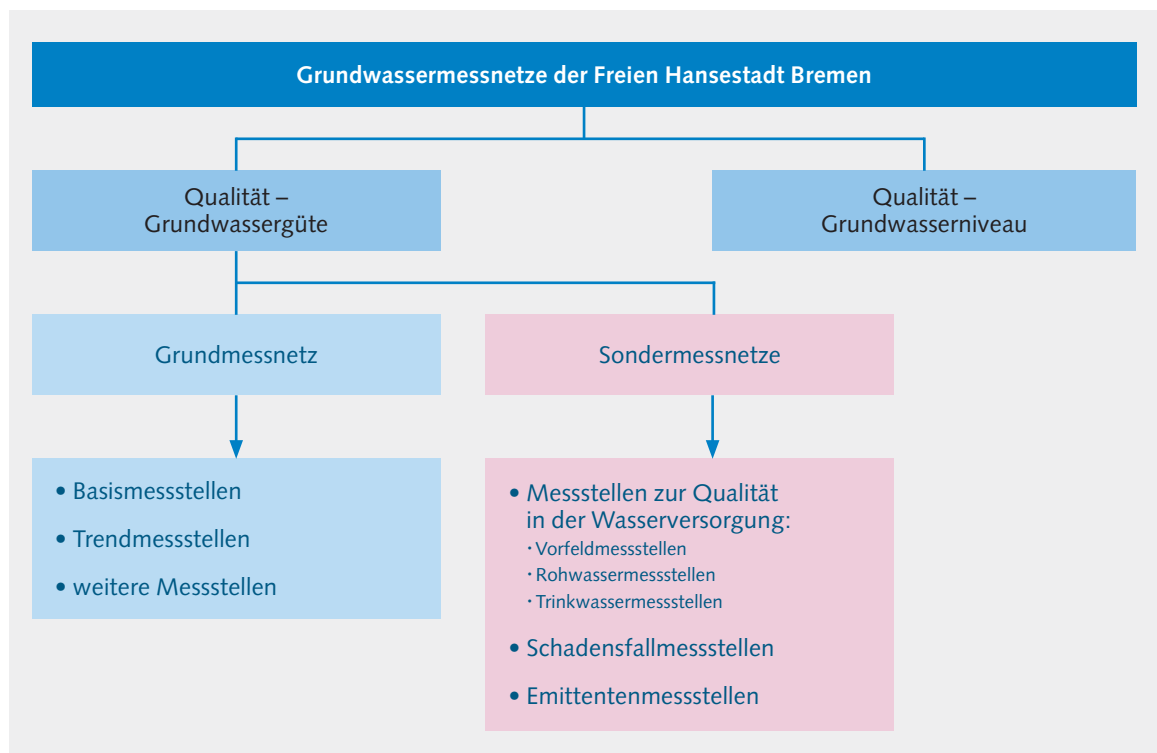 Grundwassermessnetze der Freien Hansestadt Bremen
Qualität –
Grundwassergüte
Qualität –
Grundwasserniveau
Grundmessnetz
Sondermessnetze
• Basismessstellen
• Trendmessstellen
• weitere Messstellen
• Messstellen zur Qualität
in der Wasserversorgung:
· Vorfeldmessstellen
· Rohwassermessstellen
· Trinkwassermessstellen
• Schadensfallmessstellen
• Emittentenmessstellen